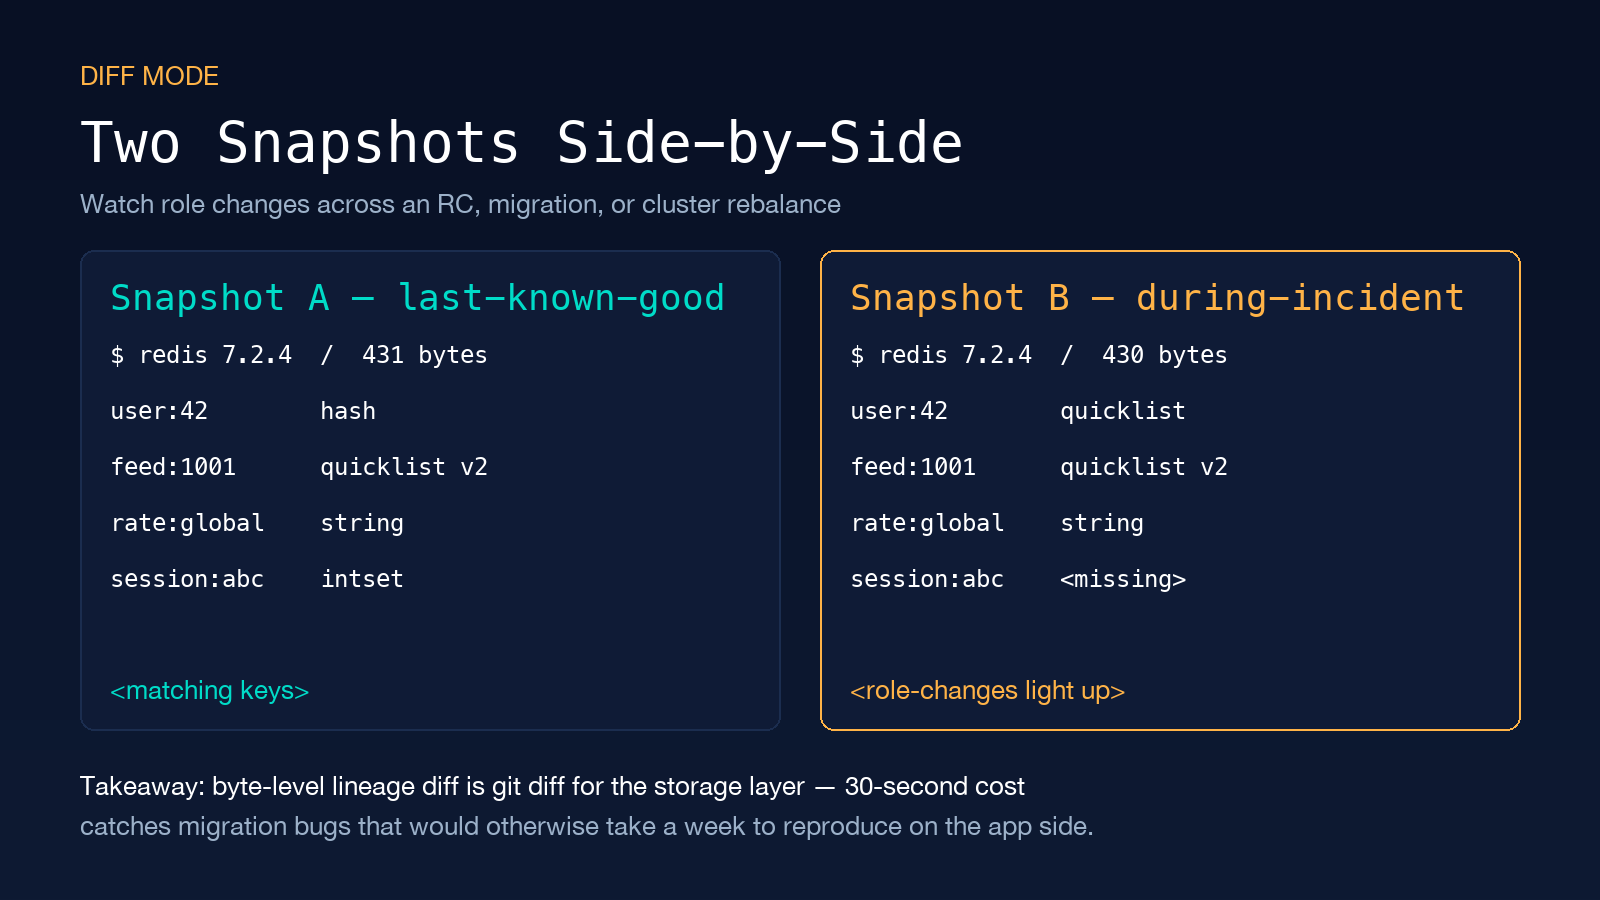 DIFF MODE
Two Snapshots Side−by−Side
Watch role changes across an RC, migration, or cluster rebalance
Snapshot A — last−known−good
$ redis 7.2.4  /  431 bytes
user:42        hash
feed:1001      quicklist v2
rate:global    string
session:abc    intset
<matching keys>
Snapshot B — during−incident
$ redis 7.2.4  /  430 bytes
user:42        quicklist
feed:1001      quicklist v2
rate:global    string
session:abc    <missing>
<role-changes light up>
Takeaway: byte-level lineage diff is git diff for the storage layer — 30-second cost
catches migration bugs that would otherwise take a week to reproduce on the app side.